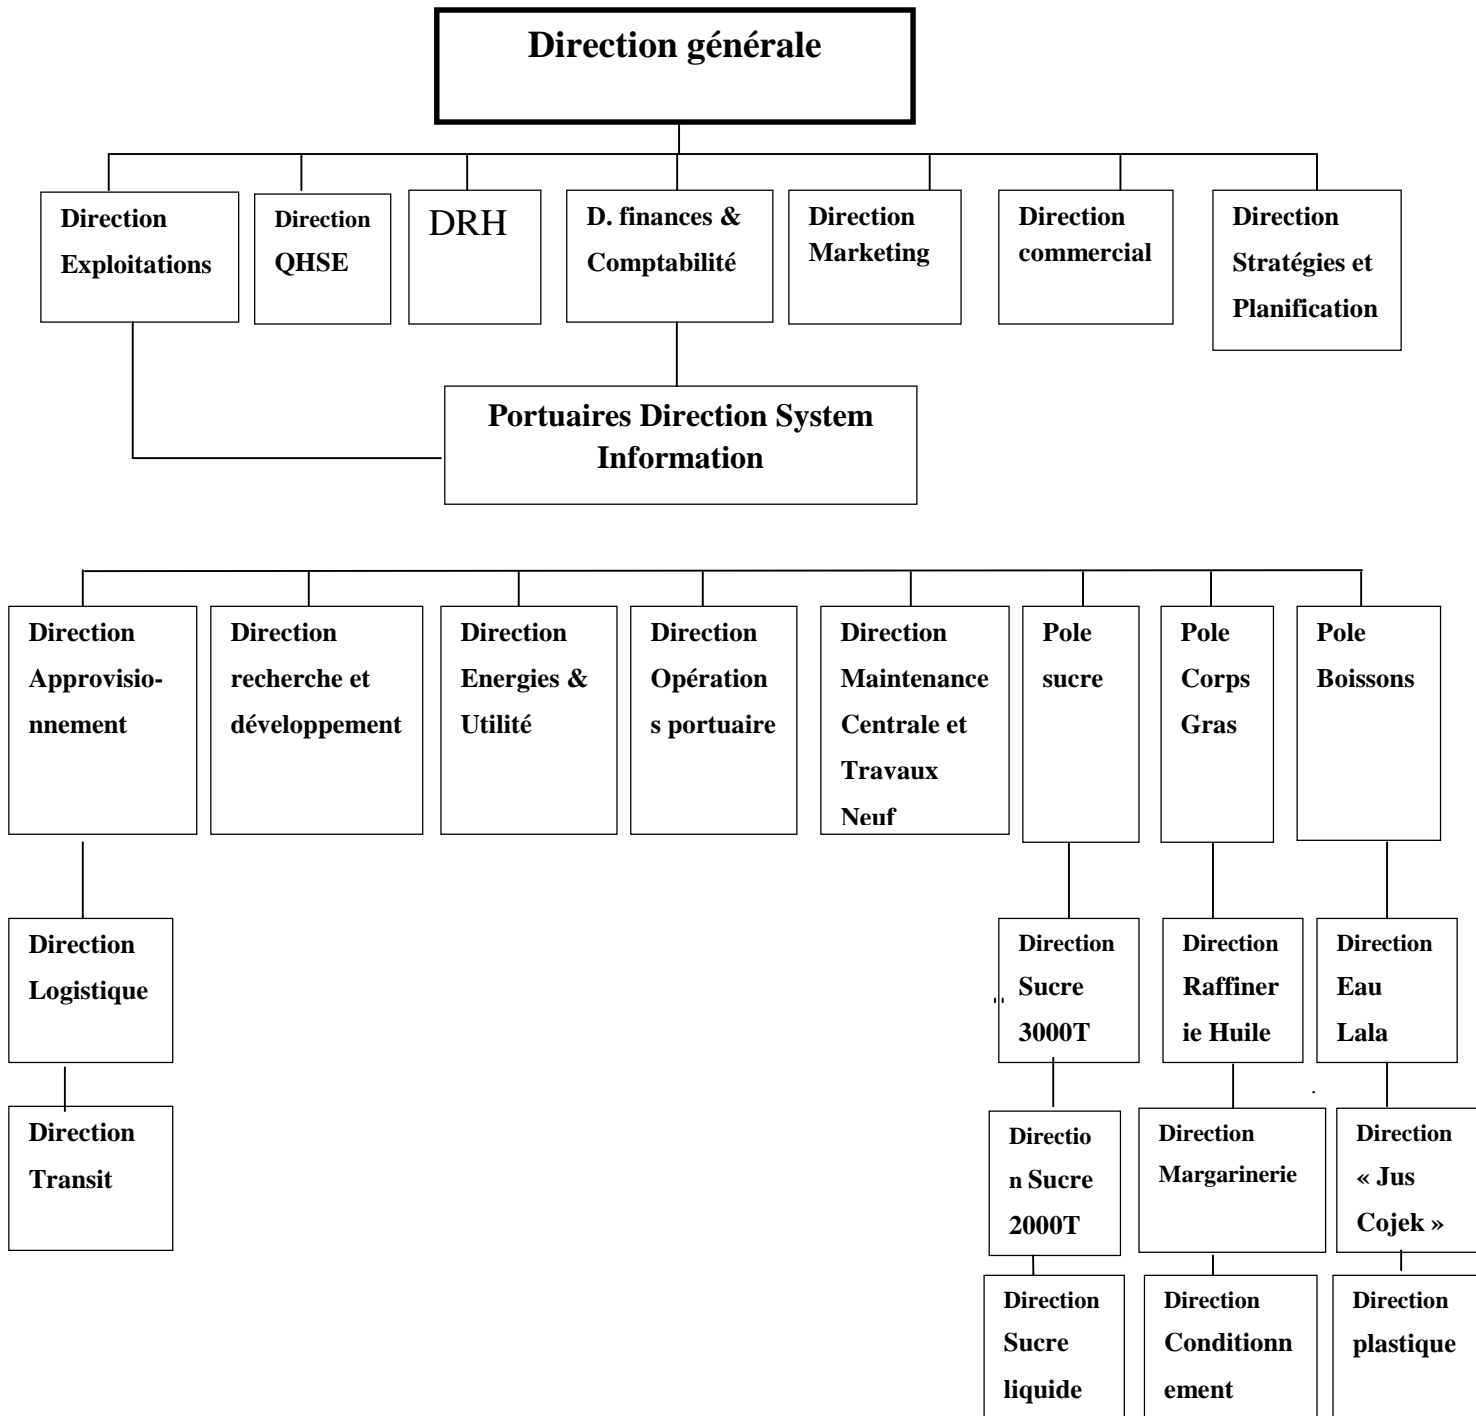 Direction générale
Direction
Exploitations
Direction
QHSE
DRH
D. finances &
Comptabilité
Direction
Marketing
Direction
commercial
Direction
Stratégies et
Planification
Portuaires Direction System
Information
Direction
Approvisio-
nnement
Direction
recherche et
développement
Direction
Energies &
Utilité
Direction
Opération
s portuaire
Direction
Maintenance
Centrale et
Travaux
Neuf
Pole
sucre
Pole
Corps
Gras
Pole
Boissons
Direction
Logistique
Direction
Sucre
3000T
Direction
Raffiner
ie Huile
Direction
Eau
Lala
Direction
Transit
Directio
n Sucre
2000T
Direction
Margarinerie
Direction
« Jus
Cojek »
Direction
Sucre
liquide
Direction
Conditionn
ement
Direction
plastique